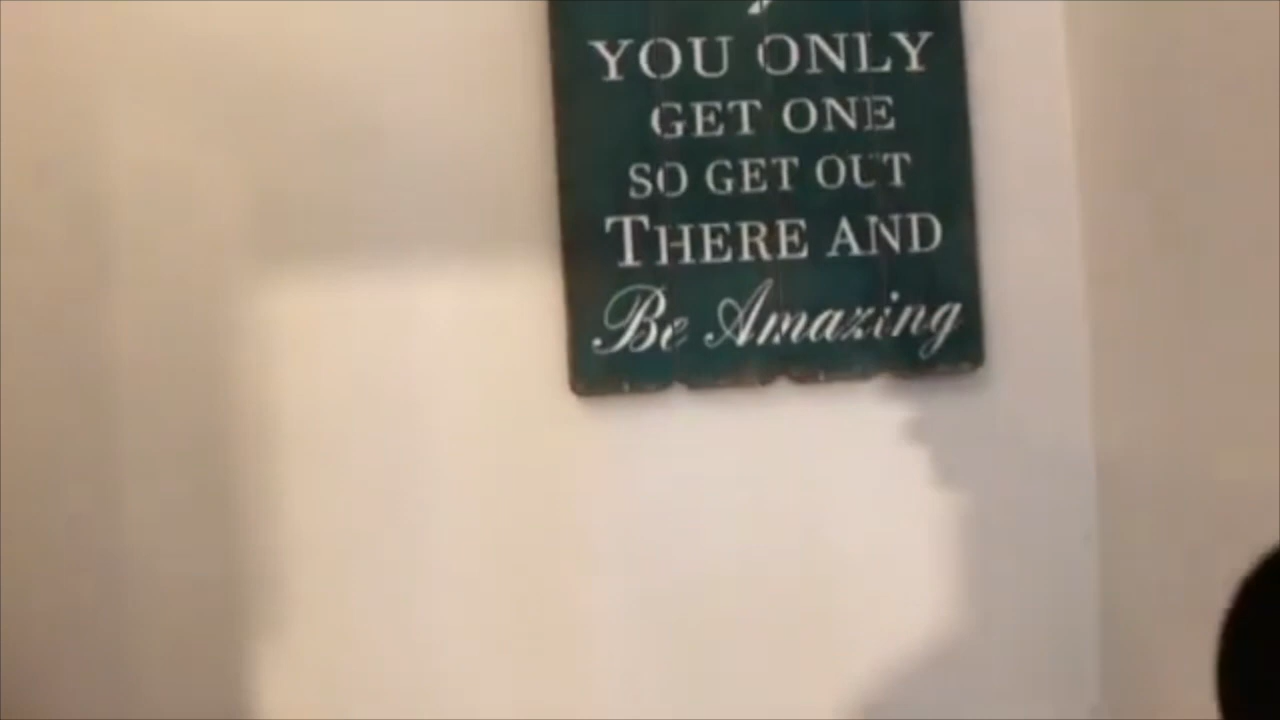 YOU ONLY
GET ONE
SO GET OUT
THERE AND
Be Amazing